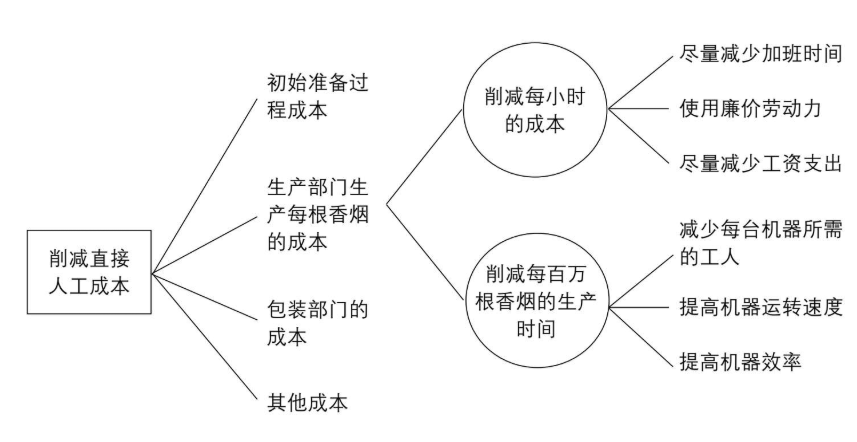 削减直接
人工成本
初始准备过
程成本
生产部门生
产每根香烟
的成本
包装部门的
成本
其他成本
削减每小时
的成本
削减每百万
根香烟的生产
时间
尽量减少加班时间
使用廉价劳动力
尽量减少工资支出
减少每台机器所需
的工人
提高机器运转速度
提高机器效率